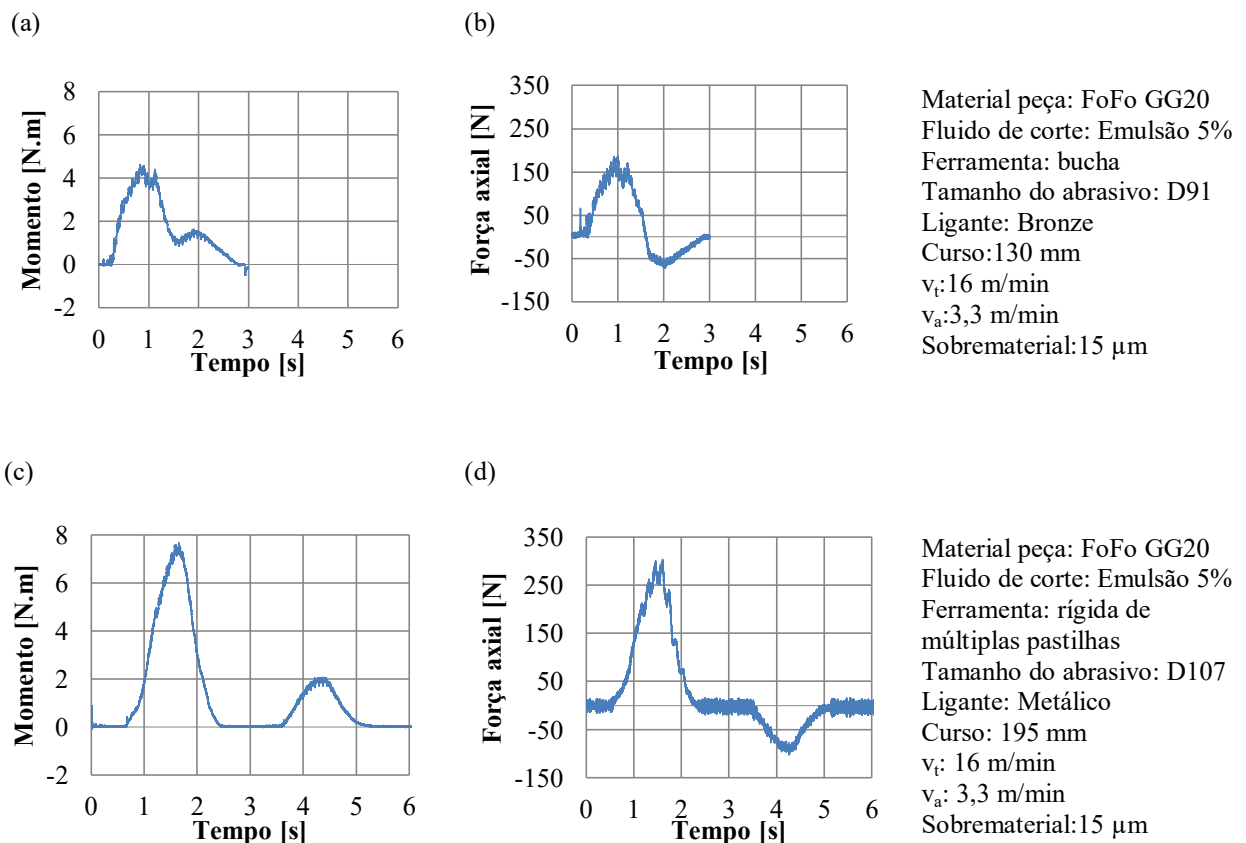 (a)
(b)
Momento [N.m]
8
6
4
2
0
-2
0 1 2 3 4 5 6
Tempo [s]
Força axial [N]
350
250
150
50
-50
-150
0 1 2 3 4 5 6
Tempo [s]
Material peça: FoFo GG20
Fluido de corte: Emulsão 5%
Ferramenta: bucha
Tamanho do abrasivo: D91
Ligante: Bronze
Curso:130 mm
vt:16 m/min
va:3,3 m/min
Sobrematerial:15 µm
(c)
(d)
Momento [N.m]
8
6
4
2
0
-2
0 1 2 3 4 5 6
Tempo [s]
Força axial [N]
350
250
150
50
-50
-150
0 1 2 3 4 5 6
Tempo [s]
Material peça: FoFo GG20
Fluido de corte: Emulsão 5%
Ferramenta: rígida de
múltiplas pastilhas
Tamanho do abrasivo: D107
Ligante: Metálico
Curso: 195 mm
vt: 16 m/min
va: 3,3 m/min
Sobrematerial:15 µm